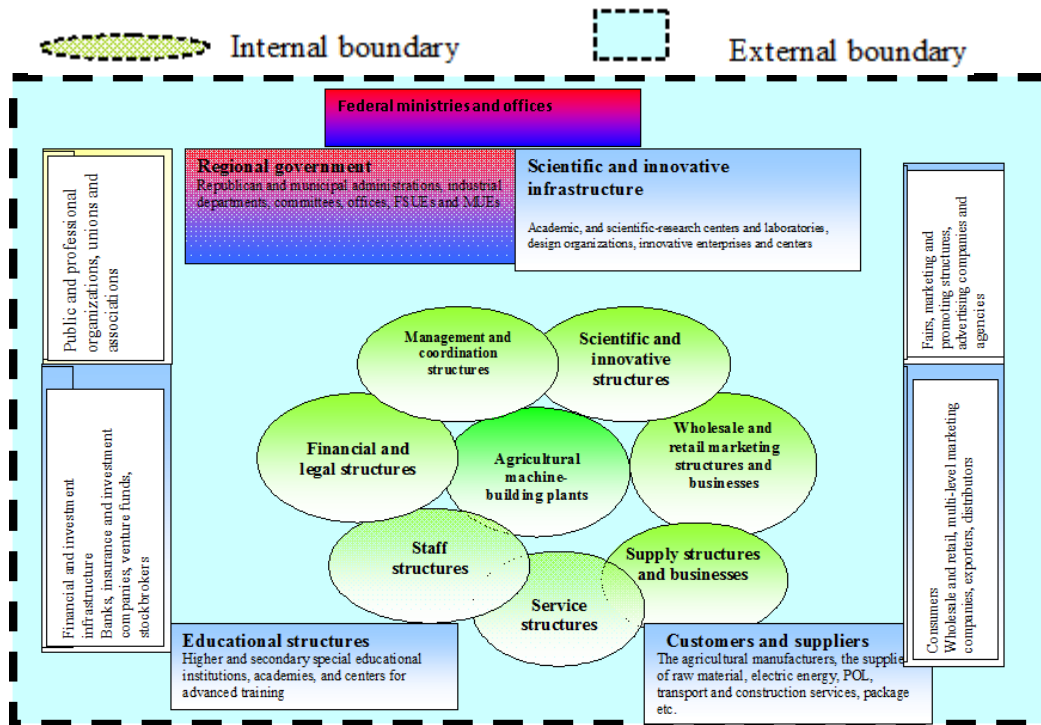 Internal boundary
External boundary
Federal ministries and offices
Regional government
Republican and municipal administrations, industrial
departments, committees, offices, FSUEs and MUEs
Scientific and innovative
infrastructure
Academic, and scientific-research centers and laboratories,
design organizations, innovative enterprises and centers
Public and professional
organizations, unions and
associations
Fairs, marketing and
promoting structures,
advertising companies and
agencies
Management and
coordination
structures
Scientific and
innovative
structures
Financial and
legal structures
Agricultural
machine-
building plants
Wholesale and
retail marketing
structures and
businesses
Staff
structures
Service
structures
Supply structures
and businesses
Financial and investment
infrastructure
Banks, insurance and investment
companies, venture funds,
stockbrokers
Consumers
Wholesale and retail, multi-level marketing
companies, exporters, distributors
Educational structures
Higher and secondary special educational
institutions, academies, and centers for
advanced training
Customers and suppliers
The agricultural manufacturers, the supplie
of raw material, electric energy, POL,
transport and construction services, package
etc.